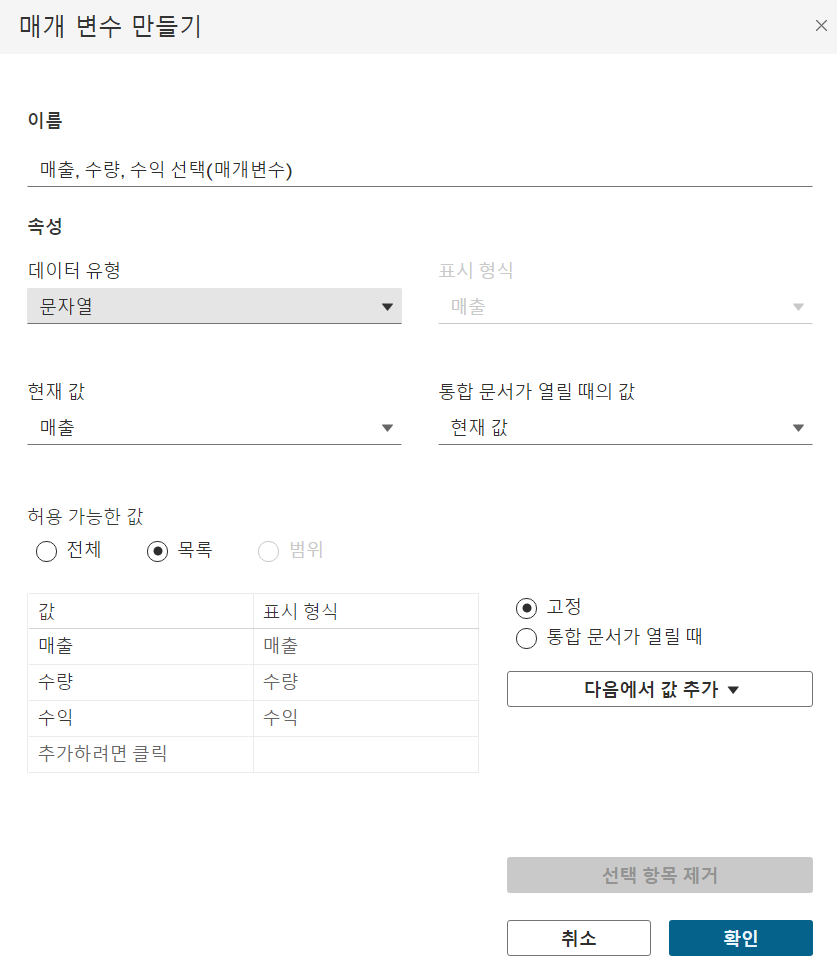 매개 변수 만들기
이름
매출, 수량, 수익 선택(매개변수)
속성
데이터 유형 표시 형식
문자열 매출
현재 값 통합 문서가 열릴 때의 값
매출 현재 값
허용 가능한 값
전체 목록 범위
값 표시 형식 고정
매출 매출 통합 문서가 열릴 때
수량 수량 다음에서 값 추가
수익 수익
추가하려면 클릭
선택 항목 제거
취소 확인